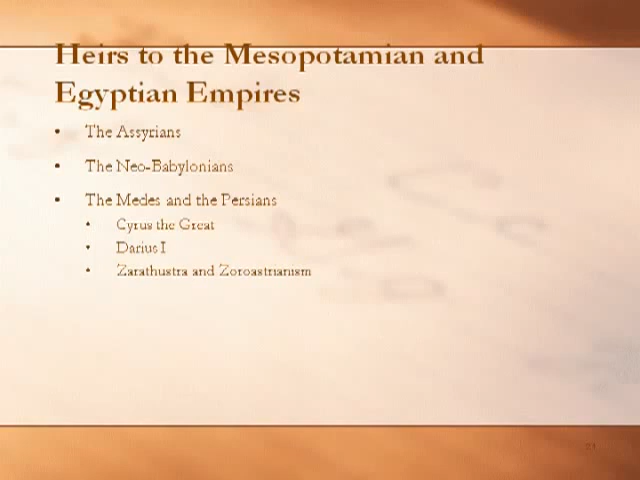 Heirs to the Mesopotamian and
Egyptian Empires
• The Assyrians
• The Neo-Babylonians
• The Medes and the Persians
• Cyrus the Great
• Darius I
• Zarathustra and Zoroastrianism